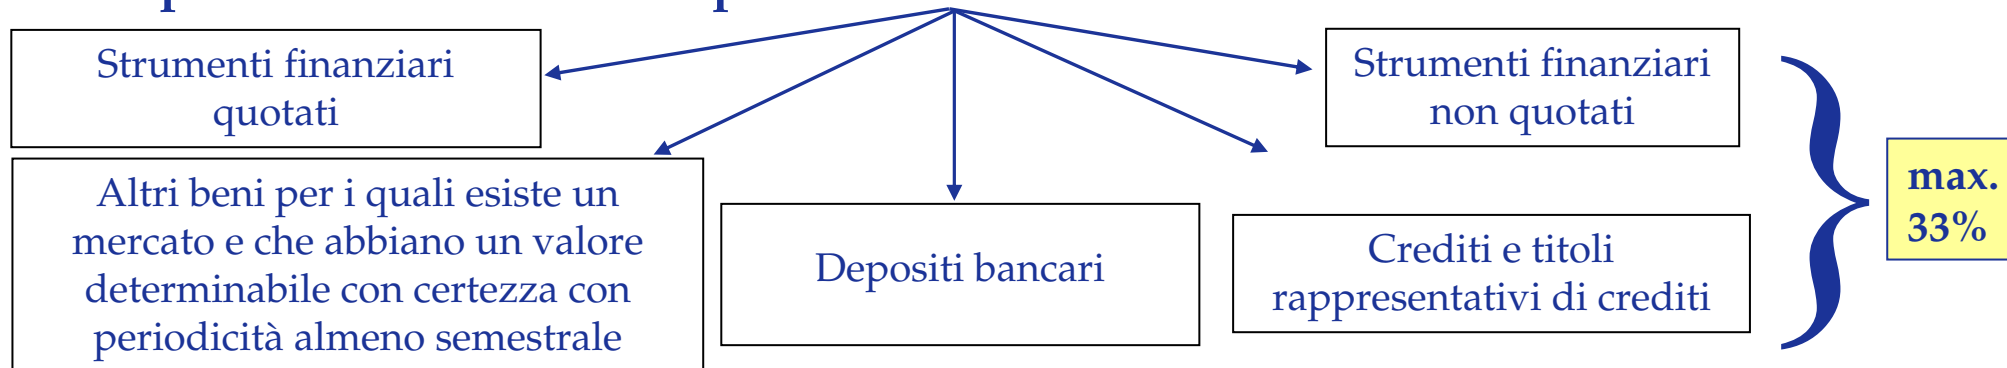 Strumenti finanziari
quotati
Strumenti finanziari
non quotati
Altri beni per i quali esiste un
mercato e che abbiano un valore
determinabile con certezza con
periodicità almeno semestrale
Depositi bancari
Crediti e titoli
rappresentativi di crediti
max.
33%